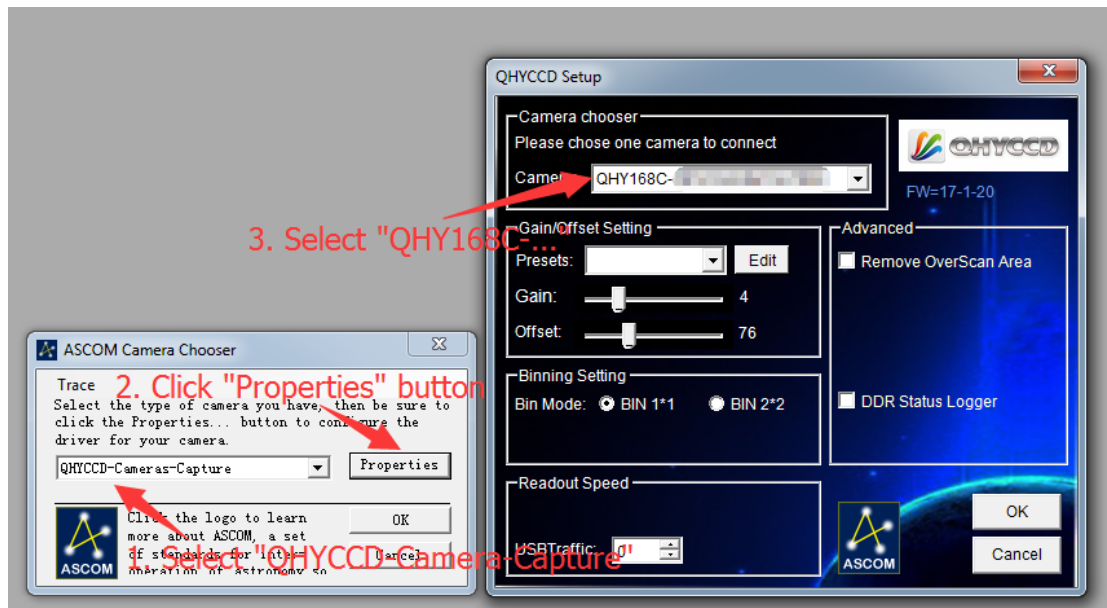 QHYCCD Setup
Camera chooser
Please chose one camera to connect
QHY168C-
QHYCCD
FW=17-1-20
3. Select "QHY168C-..."
Gain/Offset Setting
Advanced
Presets:
Edit
Remove OverScan Area
Gain:
4
Offset:
76
ASCOM Camera Chooser
Trace
2. Click "Properties" button
Select the type of camera you have, then be sure to
click the Properties... button to configure the
driver for your camera.
QHYCCD-Cameras-Capture
Properties
Binning Setting
Bin Mode:
BIN 1*1
BIN 2*2
DDR Status Logger
Readout Speed
USBTraffic:
0
ASCOM
OK
Cancel
ASCOM
Click the logo to learn
more about ASCOM, a set
of standards for inter-
operation of astronomy so
OK
Cancel
1. Select "QHYCCD-Camera-Capture"